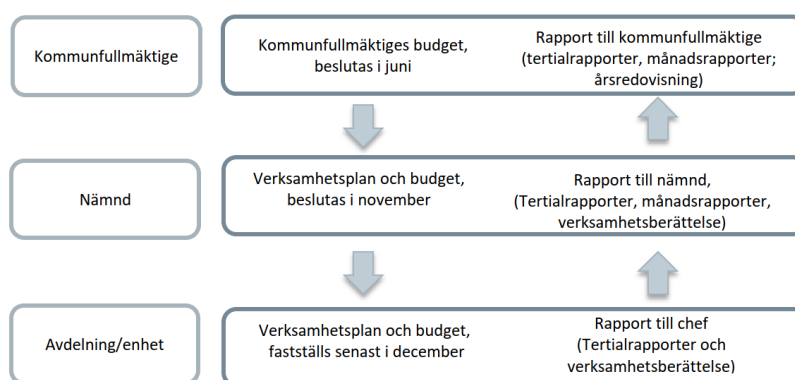 Kommunfullmäktige
Kommunfullmäktiges budget,
beslutas i juni
Rapport till kommunfullmäktige
(tertialrapporter, månadsrapporter;
årsredovisning)
Nämnd
Verksamhetsplan och budget,
beslutas i november
Rapport till nämnd,
(Tertialrapporter, månadsrapporter,
verksamhetsberättelse)
Avdelning/enhet
Verksamhetsplan och budget,
fastställs senast i december
Rapport till chef
(Tertialrapporter och
verksamhetsberättelse)